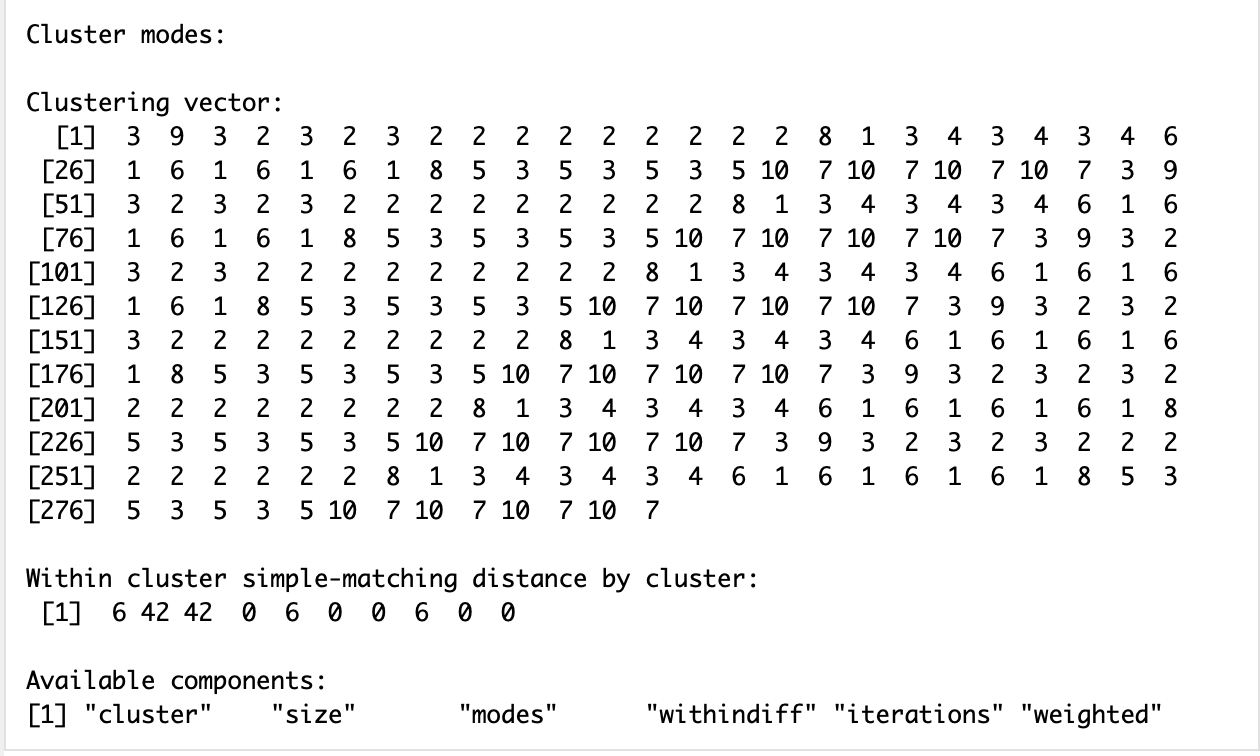 Cluster modes:
Clustering vector:
[1] 3 9 3 2 3 2 3 2 2 2 2 2 2 2 2 2 8 1 3 4 3 4 3 4 6
[26] 1 6 1 6 1 6 1 8 5 3 5 3 5 3 5 10 7 10 7 10 7 10 7 3 9
[51] 3 2 3 2 3 2 2 2 2 2 2 2 2 2 8 1 3 4 3 4 3 4 6 1 6
[76] 1 6 1 6 1 8 5 3 5 3 5 3 5 10 7 10 7 10 7 10 7 3 9 3 2
[101] 3 2 3 2 2 2 2 2 2 2 2 2 8 1 3 4 3 4 3 4 6 1 6 1 6
[126] 1 6 1 8 5 3 5 3 5 3 5 10 7 10 7 10 7 10 7 3 9 3 2 3 2
[151] 3 2 2 2 2 2 2 2 2 2 8 1 3 4 3 4 3 4 6 1 6 1 6 1 6
[176] 1 8 5 3 5 3 5 3 5 10 7 10 7 10 7 10 7 3 9 3 2 3 2 3 2
[201] 2 2 2 2 2 2 2 2 8 1 3 4 3 4 3 4 6 1 6 1 6 1 6 1 8
[226] 5 3 5 3 5 3 5 10 7 10 7 10 7 10 7 3 9 3 2 3 2 3 2 2 2
[251] 2 2 2 2 2 2 8 1 3 4 3 4 3 4 6 1 6 1 6 1 6 1 8 5 3
[276] 5 3 5 3 5 10 7 10 7 10 7 10 7
Within cluster simple-matching distance by cluster:
[1] 6 42 42 0 6 0 0 6 0 0
Available components:
[1] "cluster" "size" "modes" "withindiff" "iterations" "weighted"